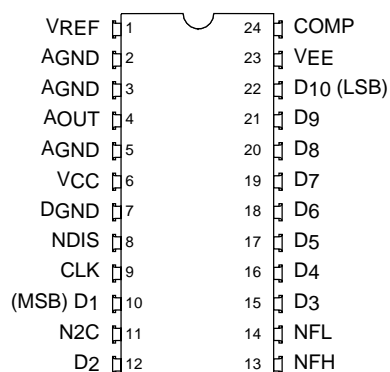 VREF 1 24 COMP
AGND 2 23 VEE
AGND 3 22 D10 (LSB)
AOUT 4 21 D9
AGND 5 20 D8
VCC 6 19 D7
DGND 7 18 D6
NDIS 8 17 D5
CLK 9 16 D4
(MSB) D1 10 15 D3
N2C 11 14 NFL
D2 12 13 NFH